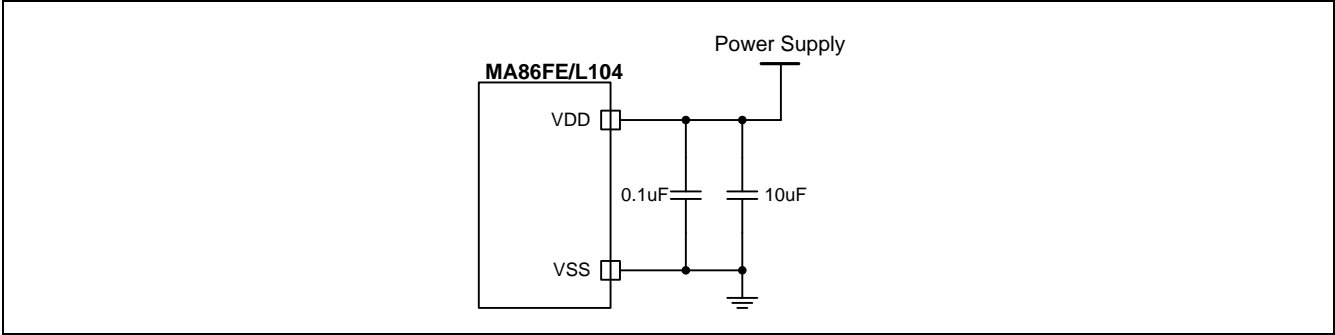 Power Supply
MA86FE/L104
VDD
0.1uF
10uF
VSS